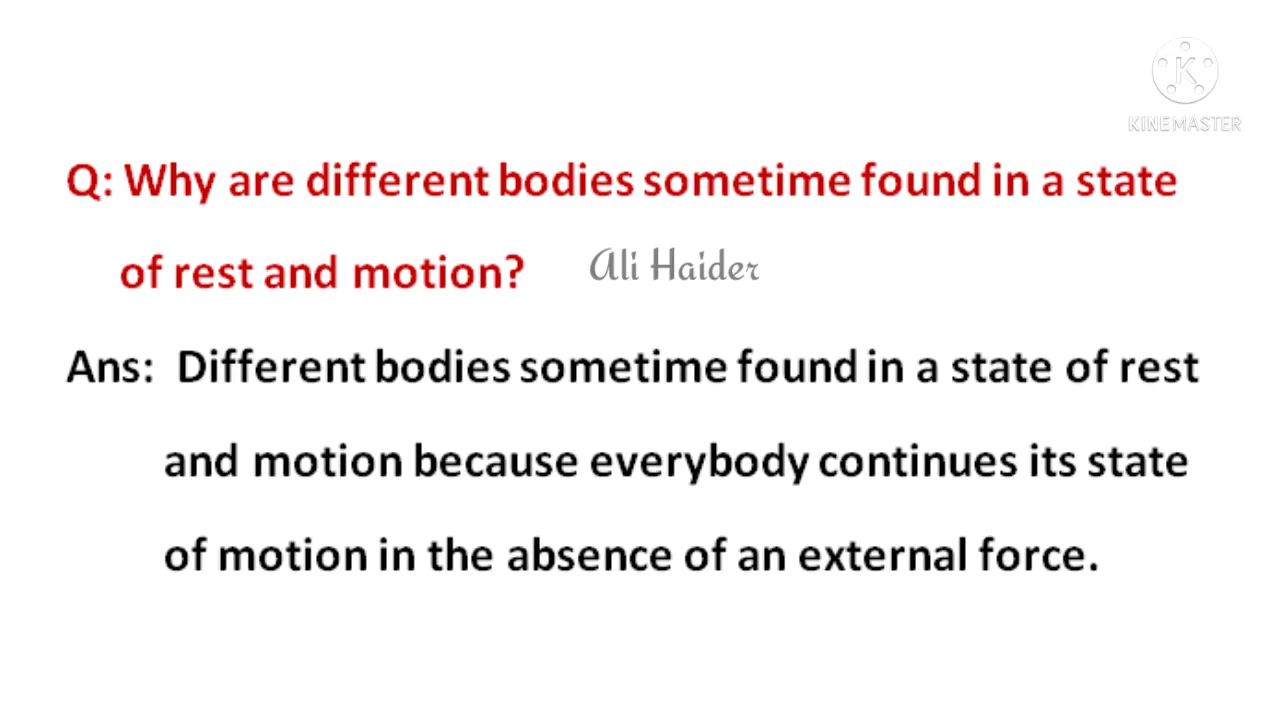 KINEMASTER
Q: Why are different bodies sometime found in a state
of rest and motion?
Ali Haider
Ans: Different bodies sometime found in a state of rest
and motion because everybody continues its state
of motion in the absence of an external force.